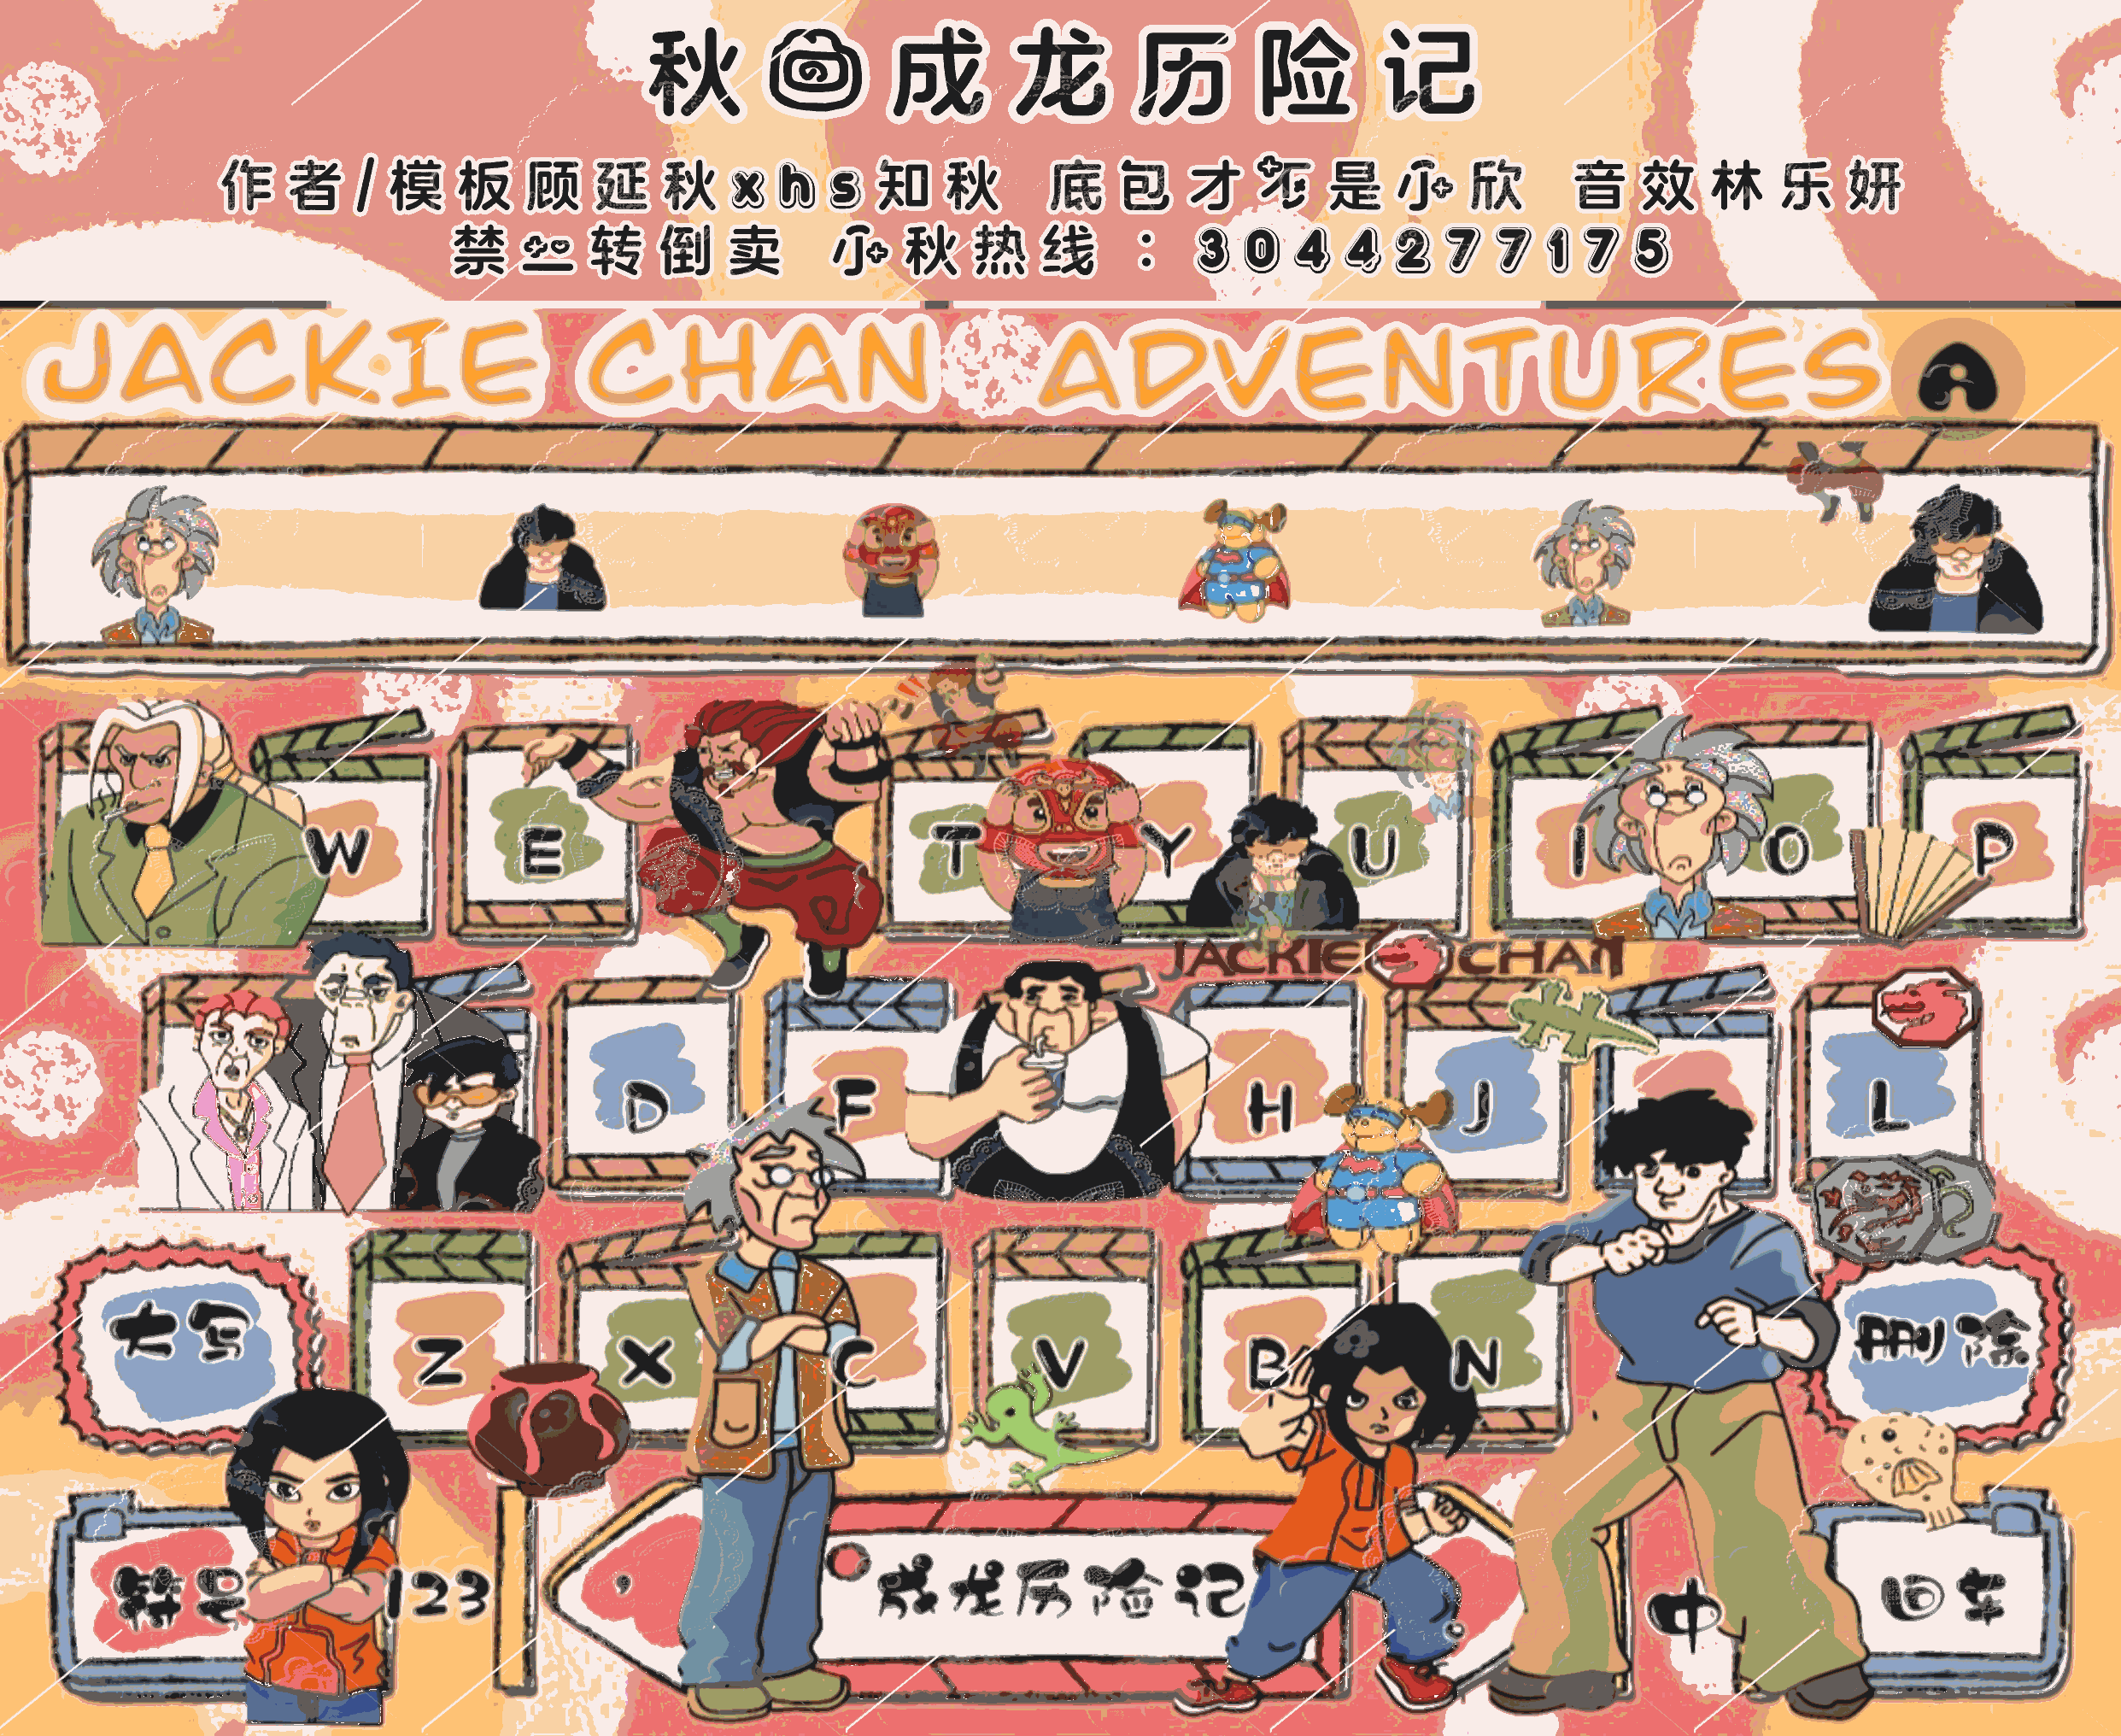 秋回成龙历险记
作者/模板顾延秋xhs知秋 底包才不是小欣 音效林乐妍
禁二转倒卖 小秋热线：3044277175
JACKIE CHAN ADVENTURES
W E T Y U I O P
JACKIE CHAN
D F H J L
大写 Z X C V B N 删除
符号 123 成龙历险记 中 回车